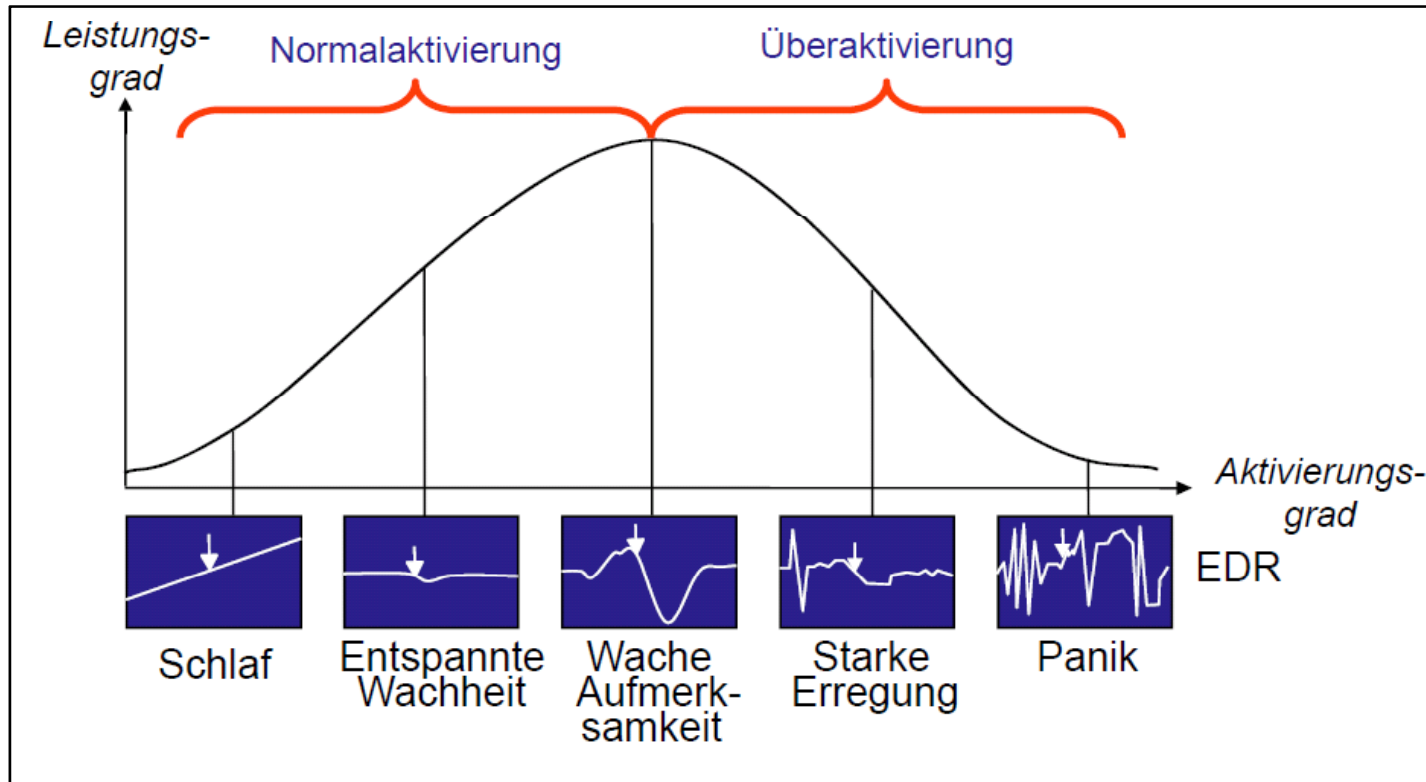 Leistungs-
grad
Normalaktivierung
Überaktivierung
Aktivierungs-
grad
EDR
Schlaf
Entspannte
Wachheit
Wache
Aufmerk-
samkeit
Starke
Erregung
Panik